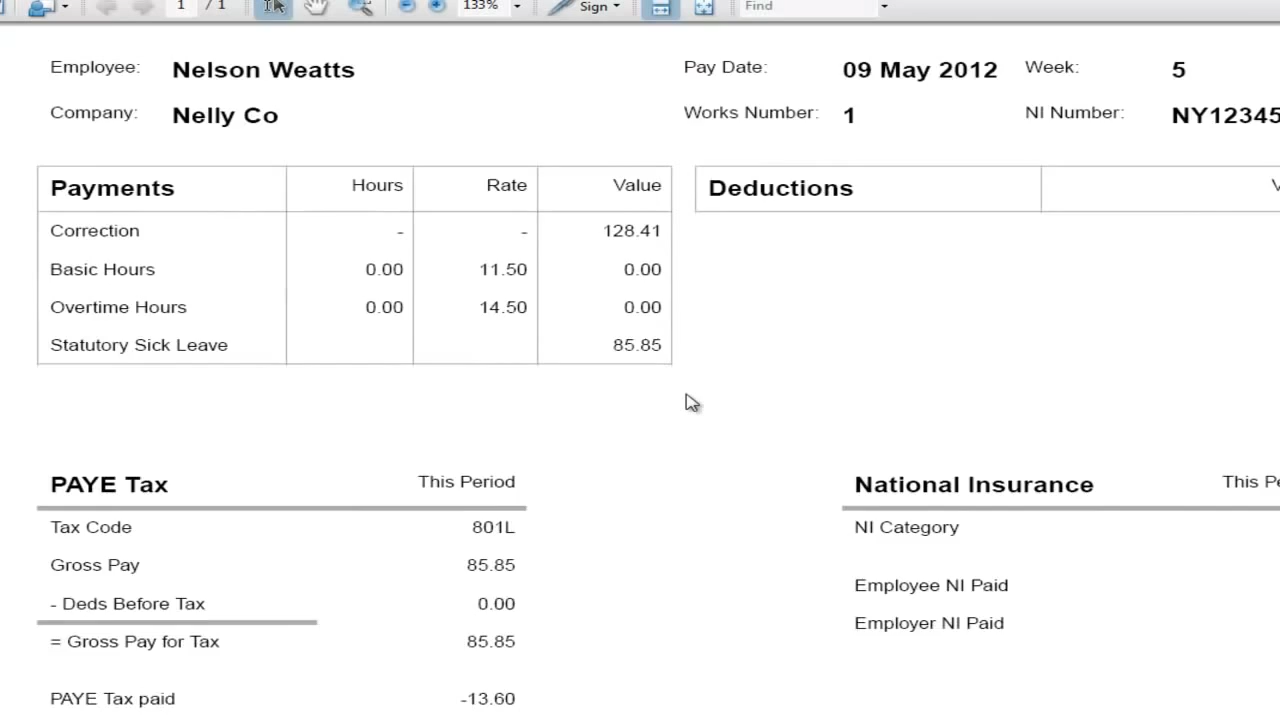 1 / 1 133% Sign Find
Employee: Nelson Weatts Pay Date: 09 May 2012 Week: 5
Company: Nelly Co Works Number: 1 NI Number: NY12345
Payments Hours Rate Value Deductions
Correction - - 128.41
Basic Hours 0.00 11.50 0.00
Overtime Hours 0.00 14.50 0.00
Statutory Sick Leave 85.85
PAYE Tax This Period National Insurance This Pe
Tax Code 801L NI Category
Gross Pay 85.85
Employee NI Paid
- Deds Before Tax 0.00
Employer NI Paid
= Gross Pay for Tax 85.85
PAYE Tax paid -13.60